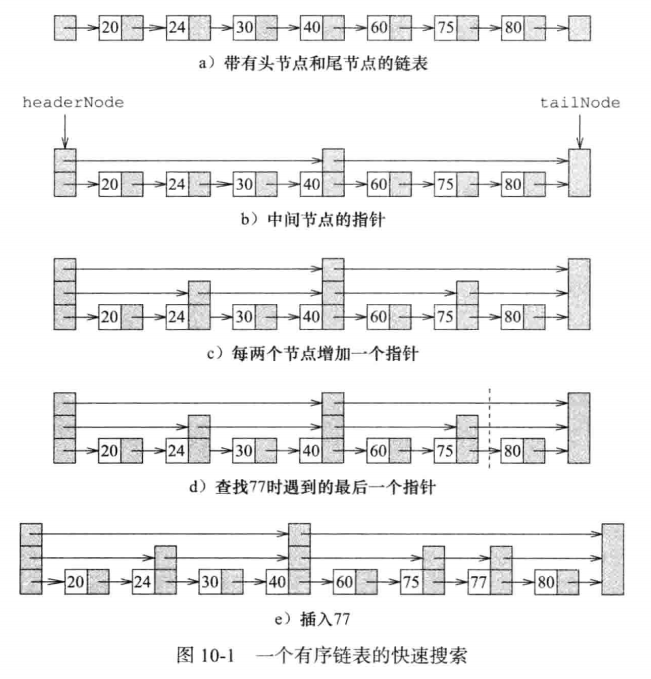 20 24 30 40 60 75 80
a）带有头节点和尾节点的链表
headerNode tailNode
20 24 30 40 60 75 80
b）中间节点的指针
20 24 30 40 60 75 80
c）每两个节点增加一个指针
20 24 30 40 60 75 80
d）查找77时遇到的最后一个指针
20 24 30 40 60 75 77 80
e）插入77
图 10-1 一个有序链表的快速搜索